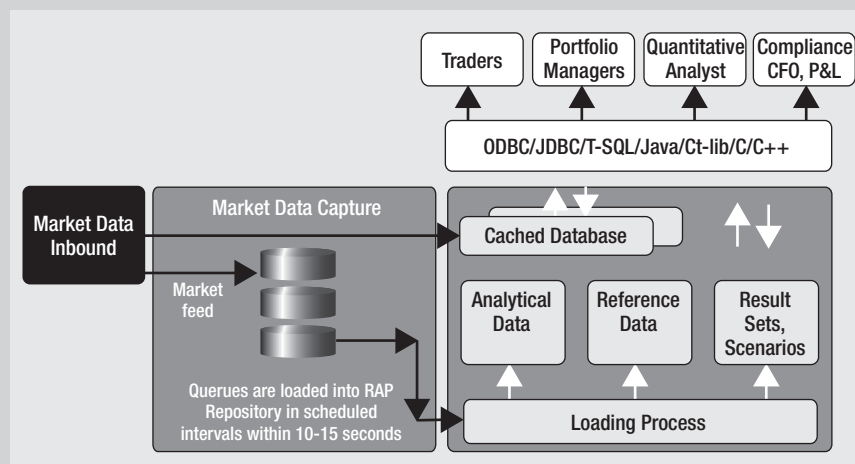 Traders
Portfolio
Managers
Quantitative
Analyst
Compliance
CFO, P&L
ODBC/JDBC/T-SQL/Java/Ct-lib/C/C++
Market Data
Inbound
Market Data Capture
Market
feed
Querues are loaded into RAP
Repository in scheduled
intervals within 10-15 seconds
Cached Database
Analytical
Data
Reference
Data
Result
Sets,
Scenarios
Loading Process